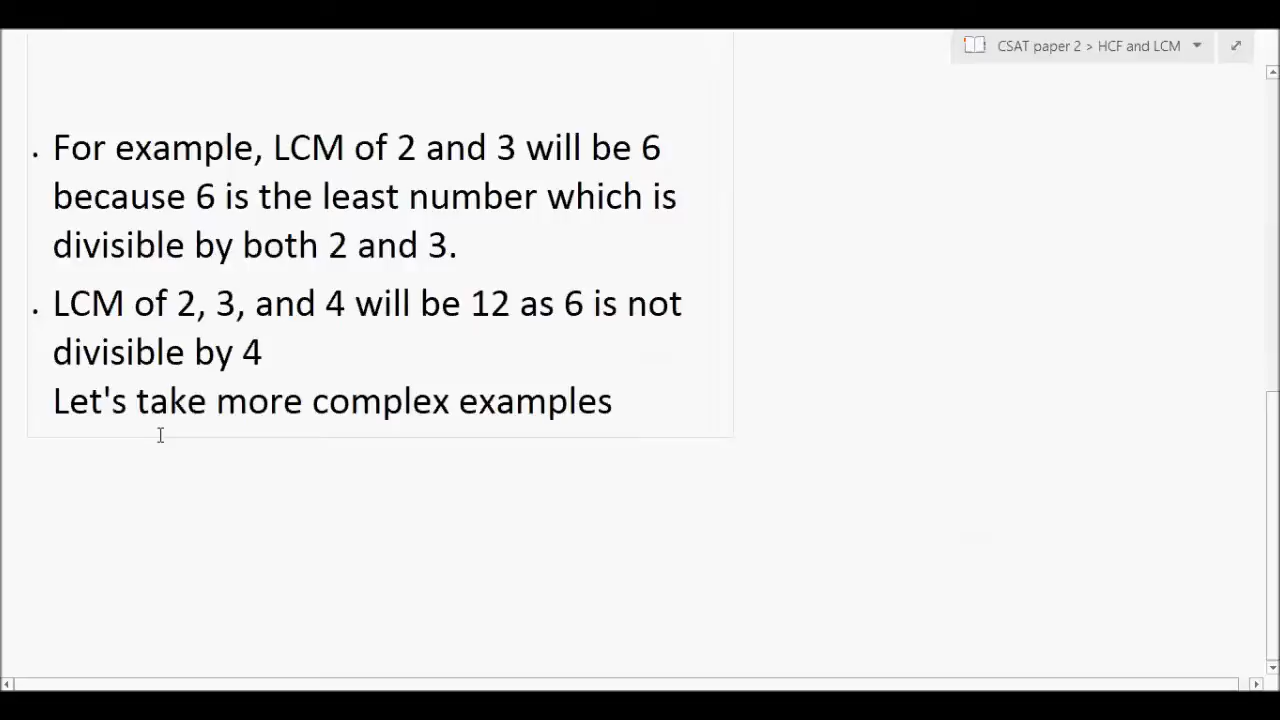 CSAT paper 2 > HCF and LCM
• For example, LCM of 2 and 3 will be 6
because 6 is the least number which is
divisible by both 2 and 3.
• LCM of 2, 3, and 4 will be 12 as 6 is not
divisible by 4
Let's take more complex examples